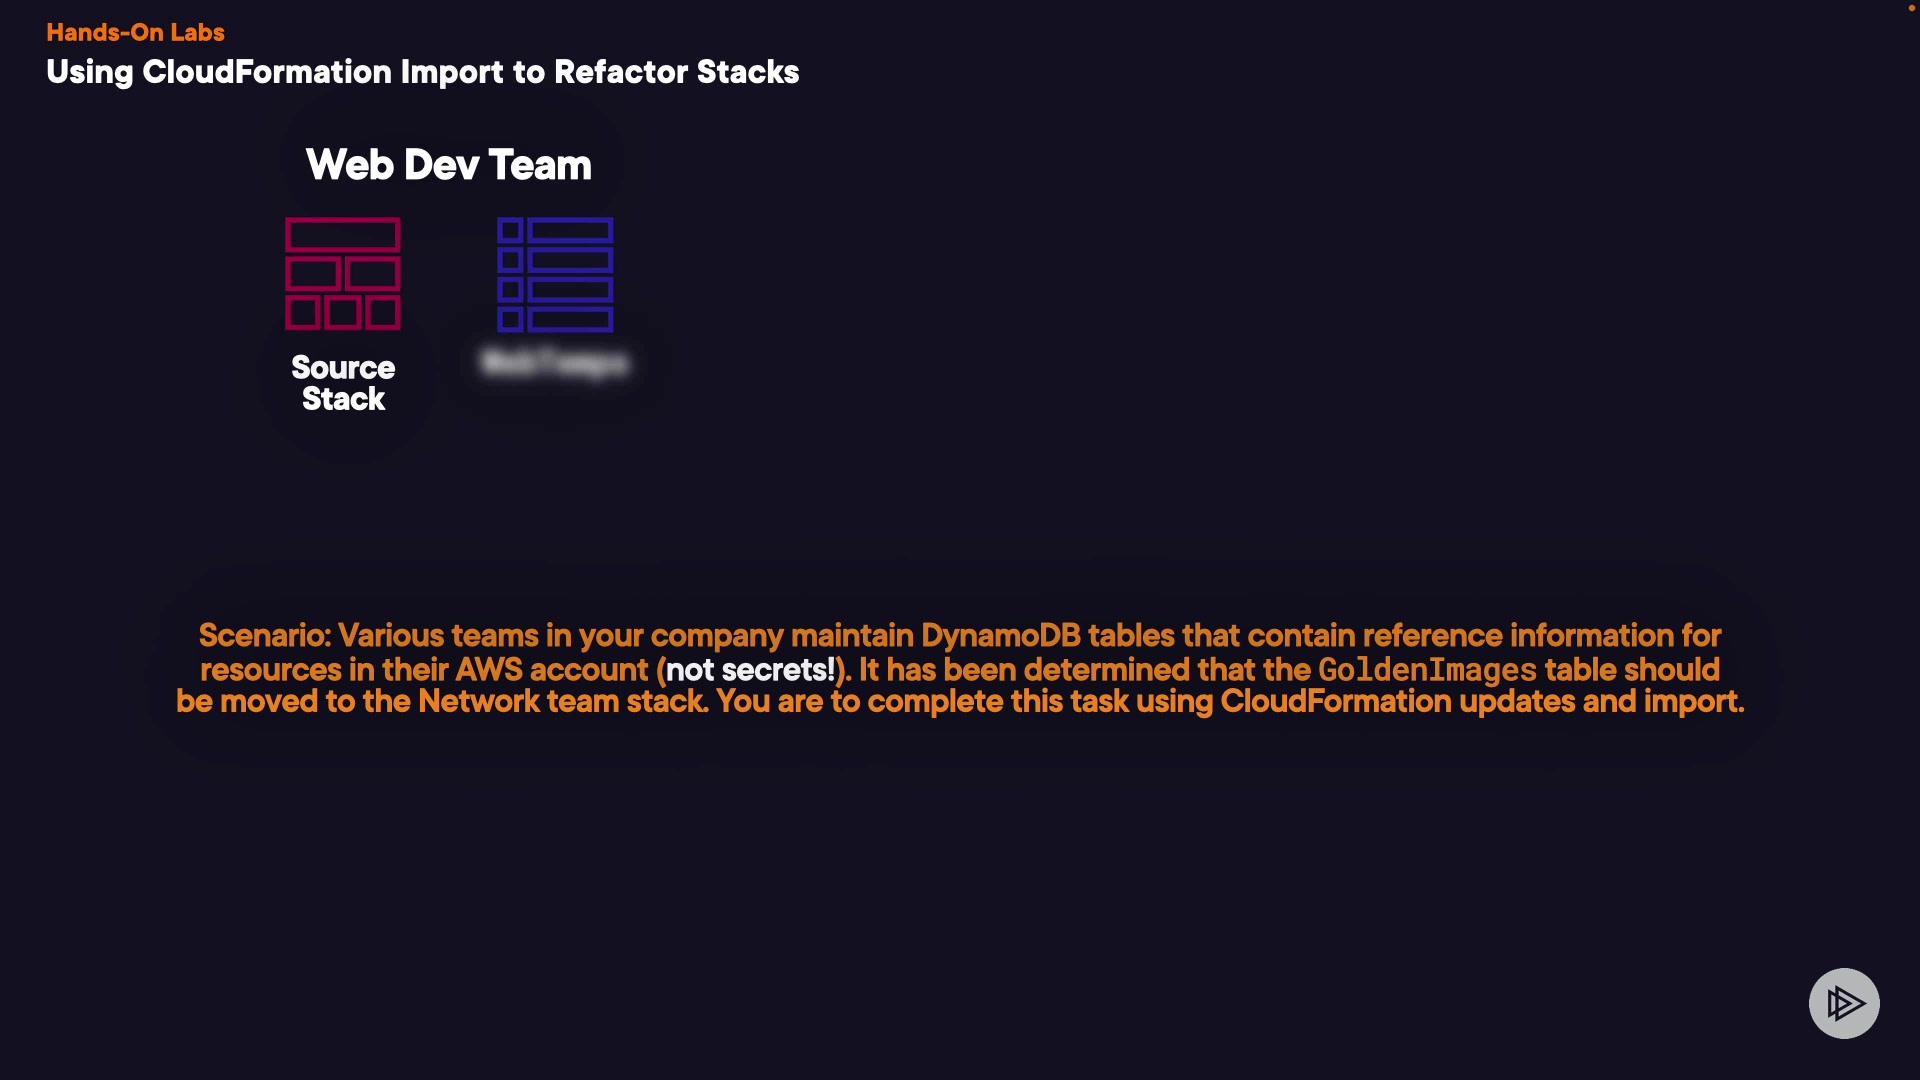 Hands-On Labs
Using CloudFormation Import to Refactor Stacks
Web Dev Team
Source
Stack
Scenario: Various teams in your company maintain DynamoDB tables that contain reference information for
resources in their AWS account (not secrets!). It has been determined that the GoldenImages table should
be moved to the Network team stack. You are to complete this task using CloudFormation updates and import.